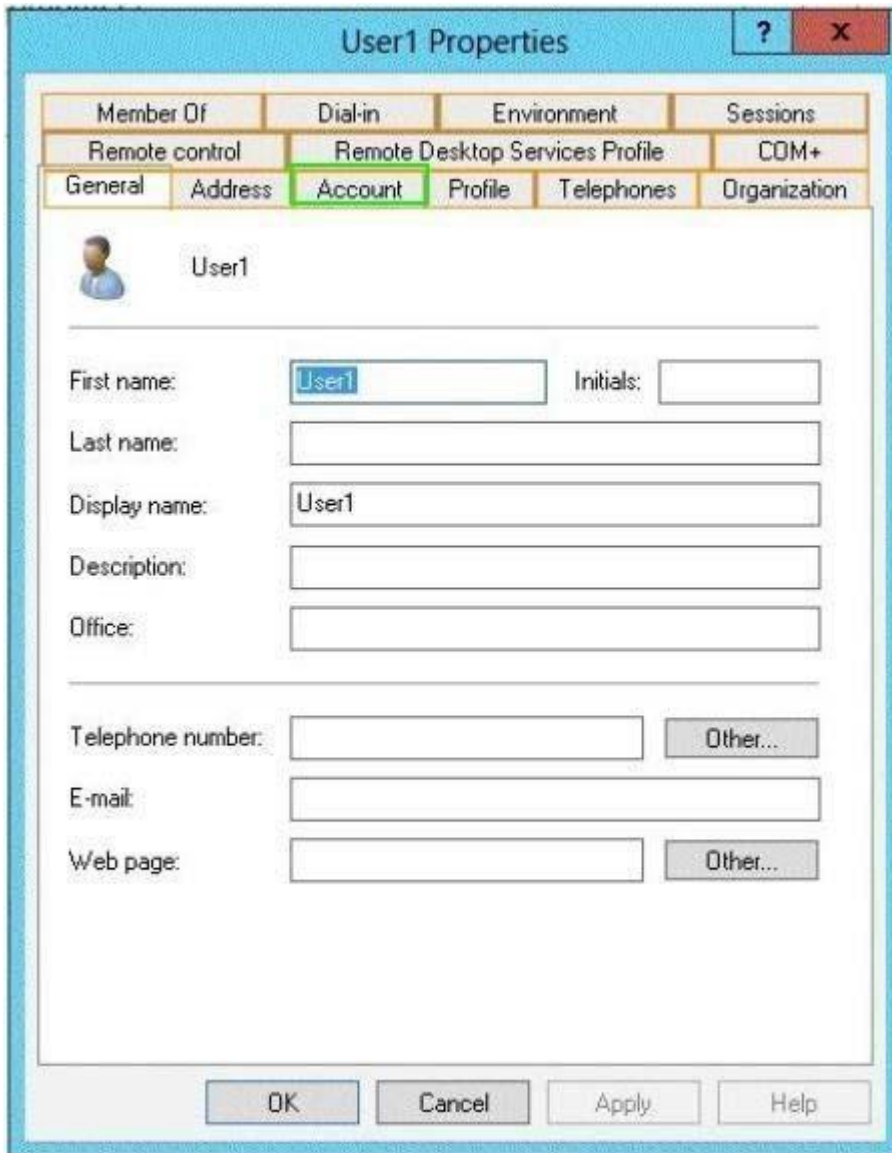 User1 Properties
? x
Member Of Dial-in Environment Sessions
Remote control Remote Desktop Services Profile COM+
General Address Account Profile Telephones Organization
User1
First name: User1 Initials:
Last name:
Display name: User1
Description:
Office:
Telephone number: Other...
E-mail:
Web page: Other...
OK Cancel Apply Help